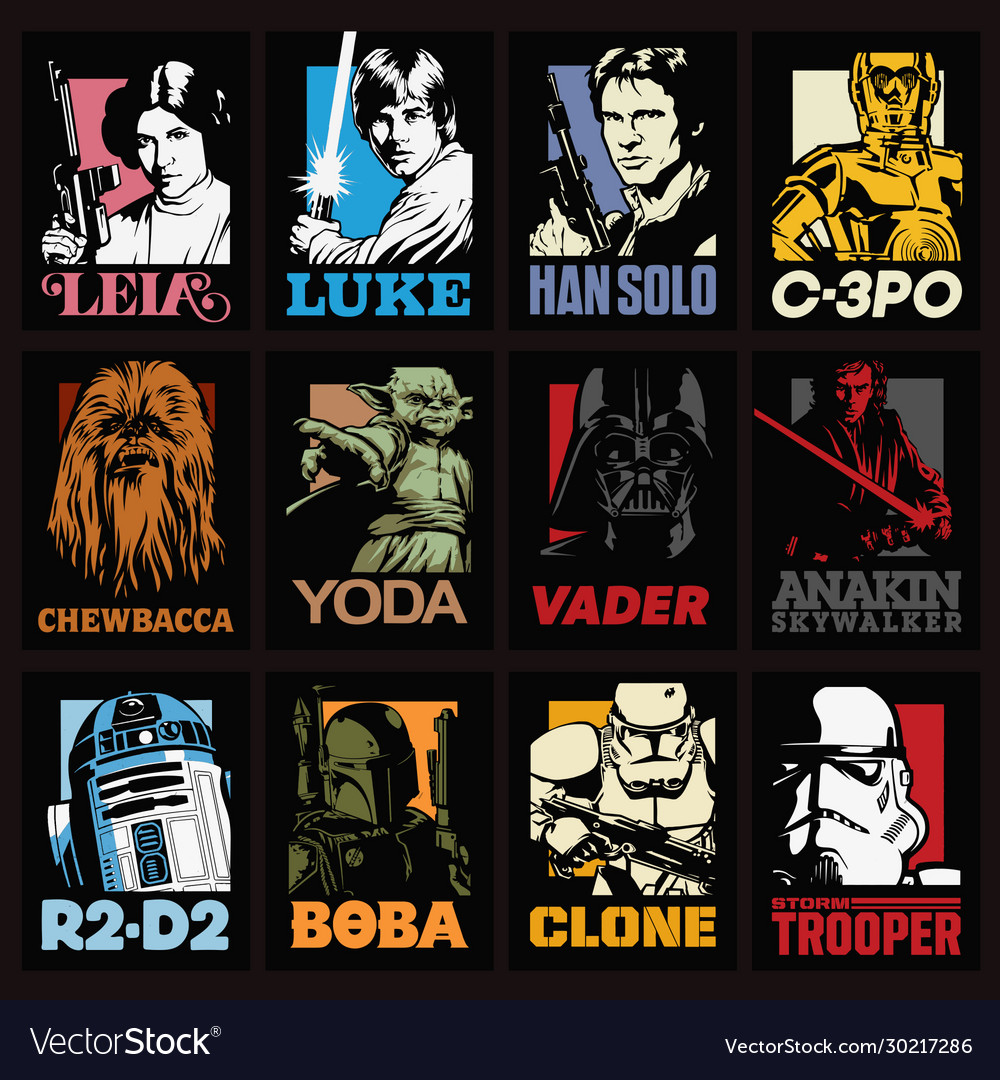 LEIA
LUKE
HAN SOLO
C-3PO
CHEWBACCA
YODA
VADER
ANAKIN
SKYWALKER
R2-D2
BOBA
CLONE
STORM
TROOPER
VectorStock®
VectorStock.com/30217286